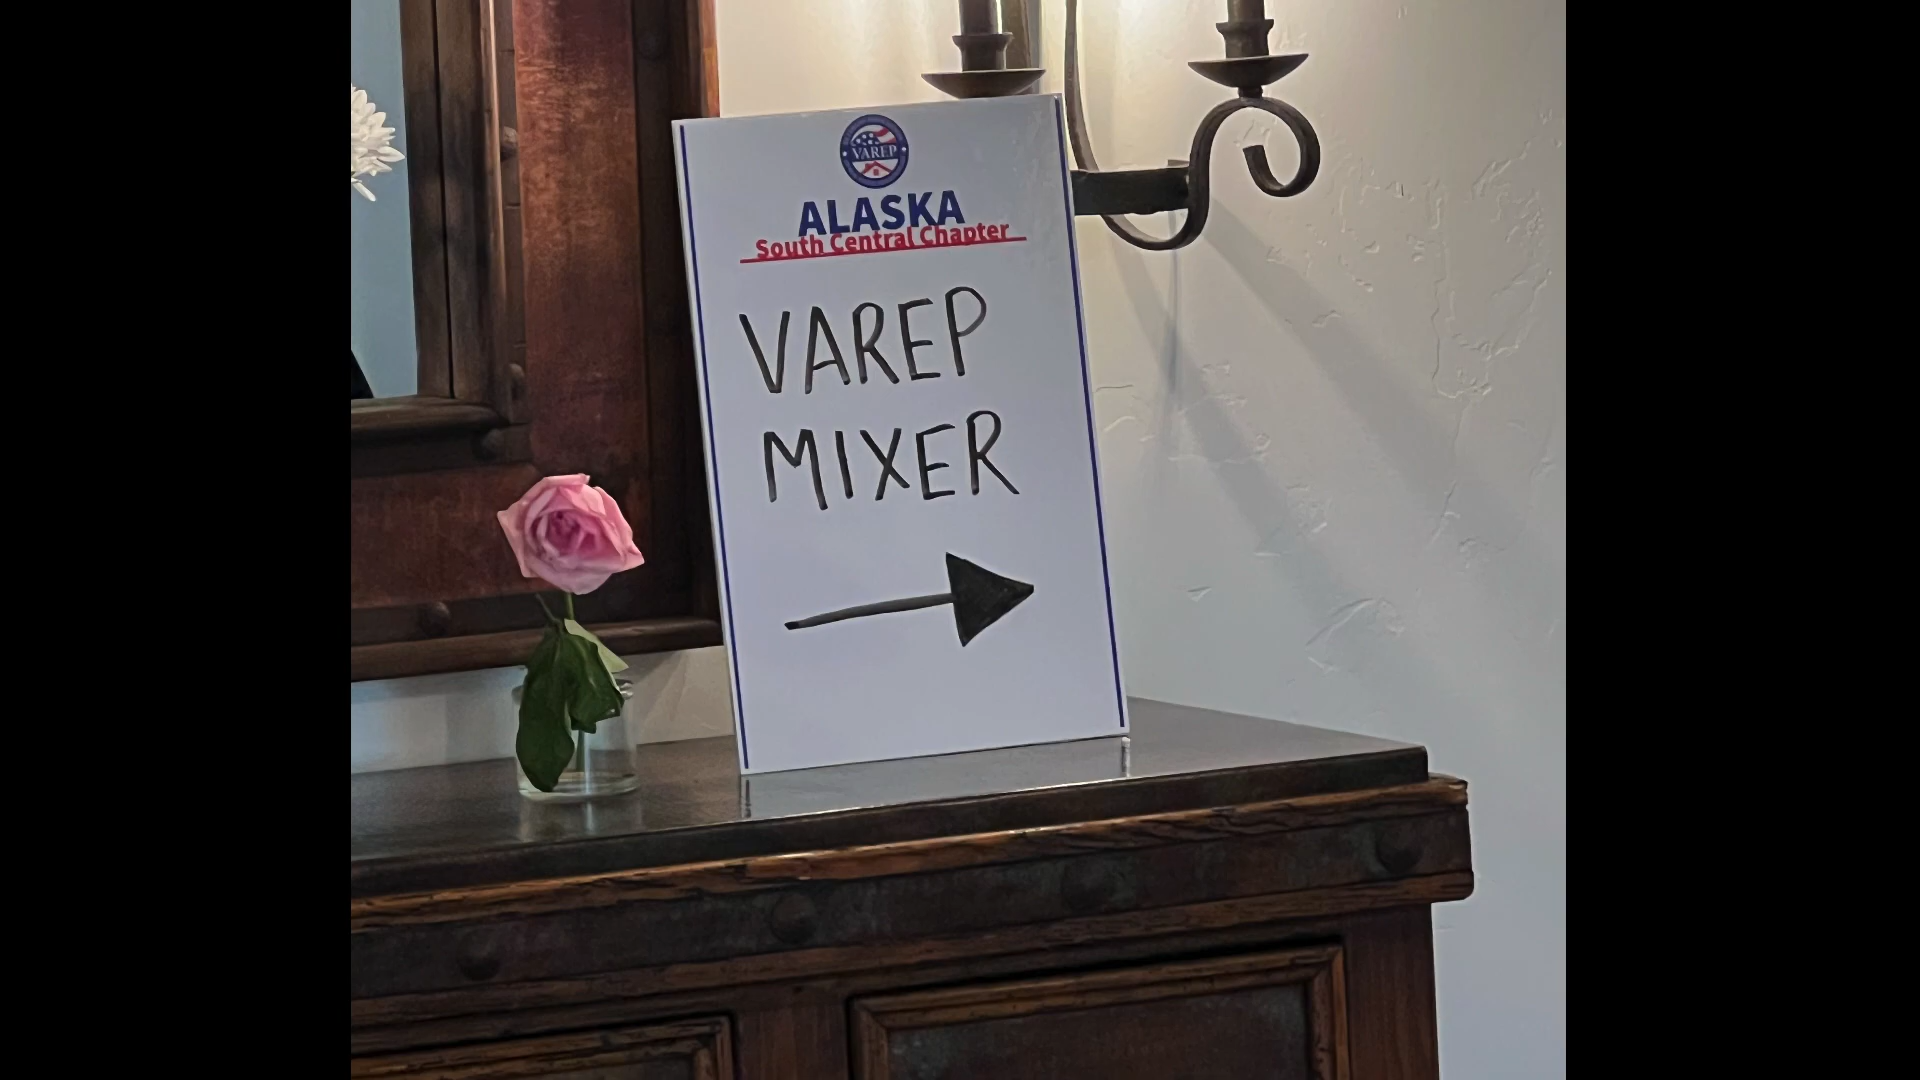 VAREP
ALASKA
South Central Chapter
VAREP
MIXER